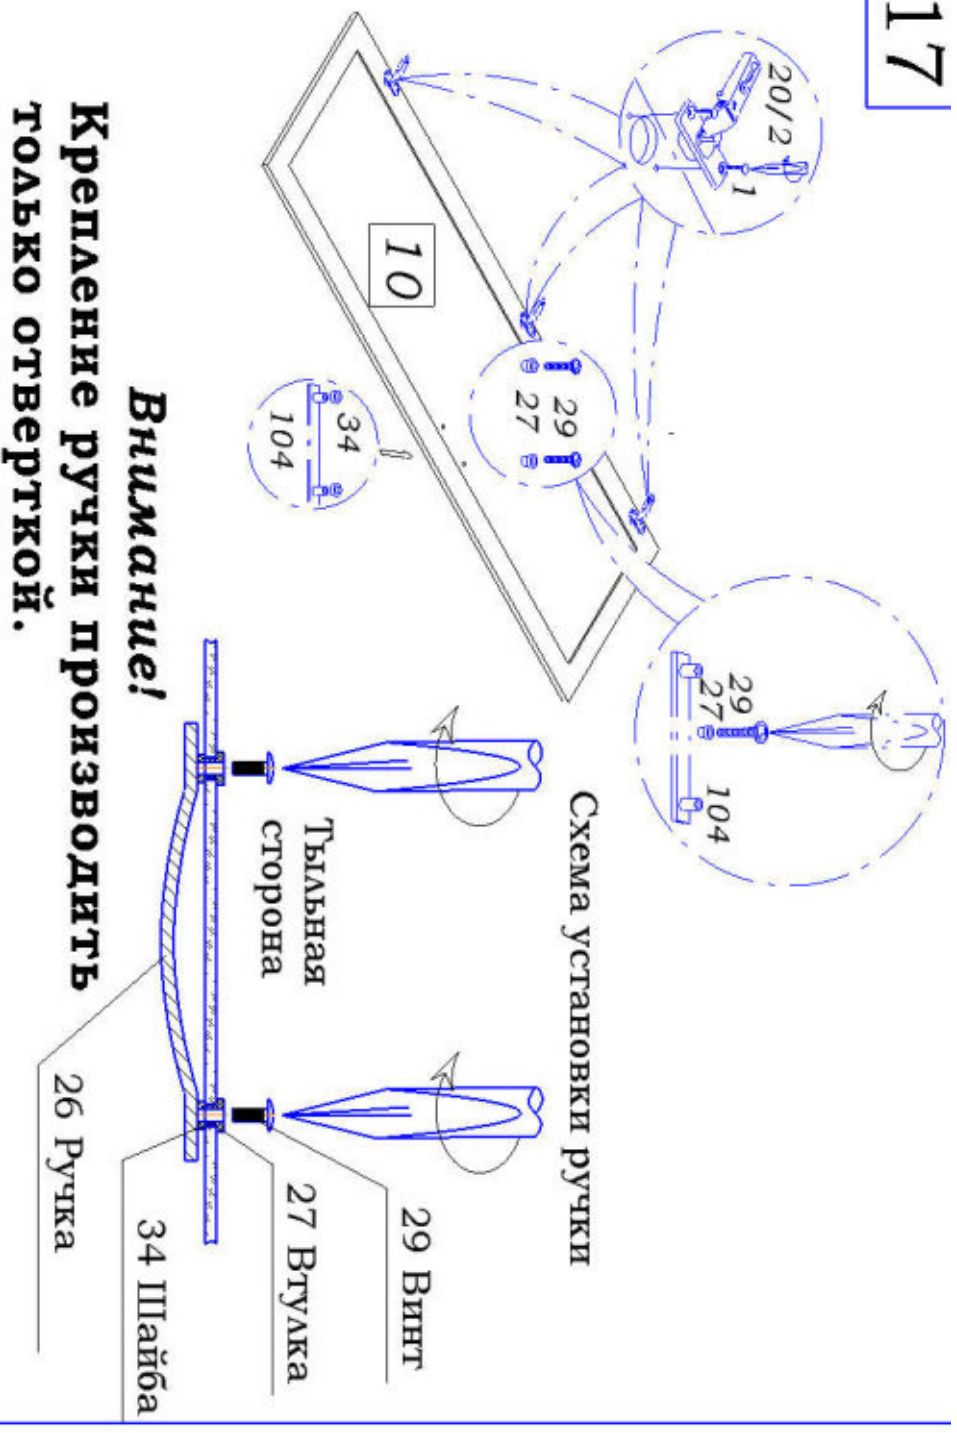 17
20/2
1
10
29
27
34
104
29
27
104
Схема установки ручки
Тыльная
сторона
29 Винт
27 Втулка
34 Шайба
26 Ручка
Внимание!
Крепление ручки производить
только отверткой.